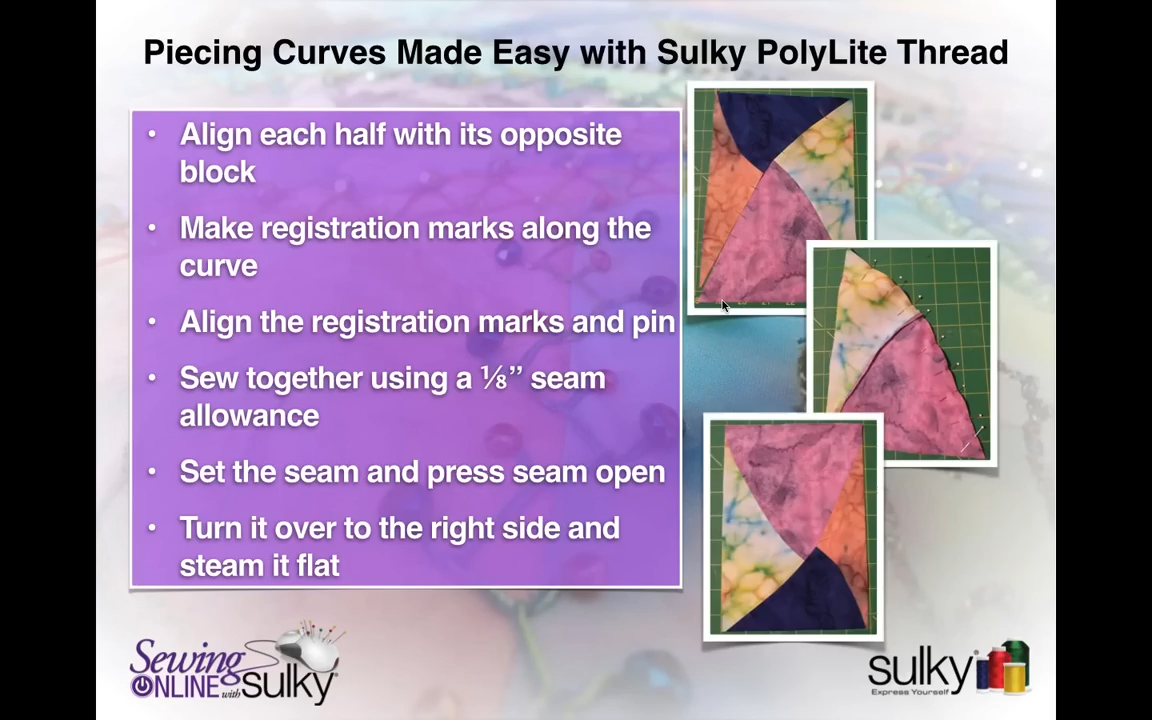 Piecing Curves Made Easy with Sulky PolyLite Thread
• Align each half with its opposite
block
• Make registration marks along the
curve
• Align the registration marks and pin
• Sew together using a ⅛” seam
allowance
• Set the seam and press seam open
• Turn it over to the right side and
steam it flat
Sewing
ONLINE with sulky
sulky
Express Yourself